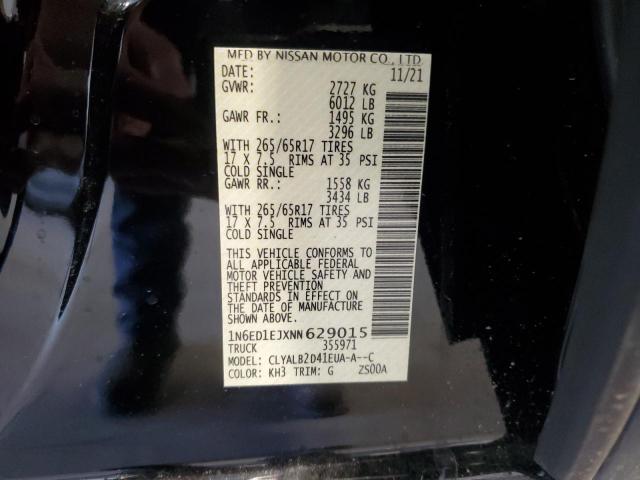 MFD BY NISSAN MOTOR CO., LTD.
DATE: 11/21
GVWR: 2727 KG
6012 LB
GAWR FR.: 1495 KG
3296 LB
WITH 265/65R17 TIRES
17 X 7.5 RIMS AT 35 PSI
COLD SINGLE
GAWR RR.: 1558 KG
3434 LB
WITH 265/65R17 TIRES
17 X 7.5 RIMS AT 35 PSI
COLD SINGLE
THIS VEHICLE CONFORMS TO
ALL APPLICABLE FEDERAL
MOTOR VEHICLE SAFETY AND
THEFT PREVENTION
STANDARDS IN EFFECT ON
THE DATE OF MANUFACTURE
SHOWN ABOVE.
1N6ED1EJXNN629015
TRUCK 355971
MODEL: CLYALB2D41EUA-A--C
COLOR: KH3 TRIM: G ZS00A